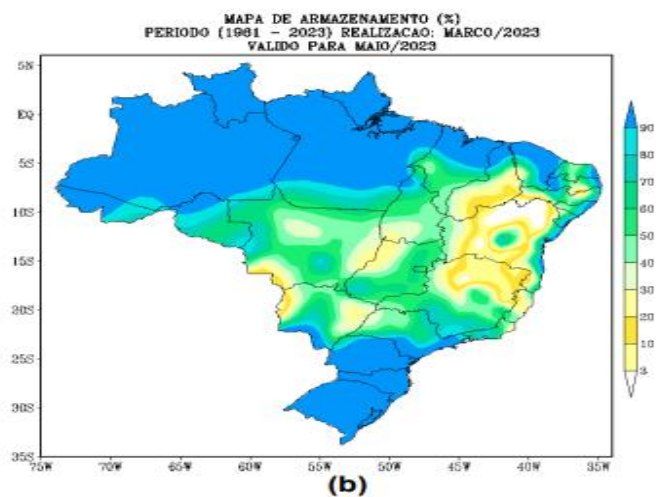 MAPA DE ARMAZENAMENTO (%)
PERIODO (1961 - 2023) REALIZACAO: MARCO/2023
VALIDO PARA MAIO/2023
5N
EQ
5S
10S
15S
20S
25S
30S
35S
75W 70W 65W 60W 55W 50W 45W 40W 35W
90
80
70
60
50
40
30
20
10
3
(b)